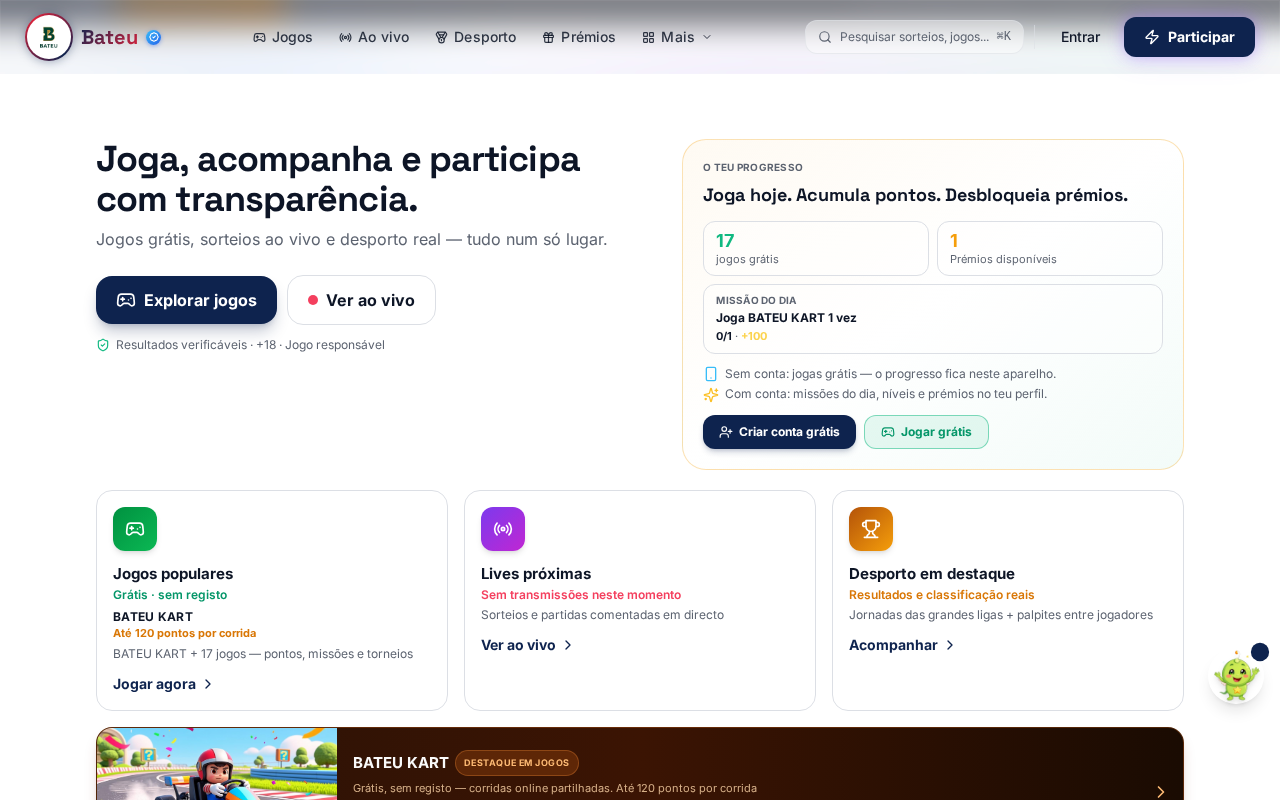 B
BATEU
Bateu
Jogos
Ao vivo
Desporto
Prémios
Mais
Pesquisar sorteios, jogos... ⌘K
Entrar
Participar
Joga, acompanha e participa
com transparência.
Jogos grátis, sorteios ao vivo e desporto real — tudo num só lugar.
Explorar jogos
Ver ao vivo
Resultados verificáveis · +18 · Jogo responsável
O TEU PROGRESSO
Joga hoje. Acumula pontos. Desbloqueia prémios.
17
jogos grátis
1
Prémios disponíveis
MISSÃO DO DIA
Joga BATEU KART 1 vez
0/1 · +100
Sem conta: jogas grátis — o progresso fica neste aparelho.
Com conta: missões do dia, níveis e prémios no teu perfil.
Criar conta grátis
Jogar grátis
Jogos populares
Grátis · sem registo
BATEU KART
Até 120 pontos por corrida
BATEU KART + 17 jogos — pontos, missões e torneios
Jogar agora
Lives próximas
Sem transmissões neste momento
Sorteios e partidas comentadas em directo
Ver ao vivo
Desporto em destaque
Resultados e classificação reais
Jornadas das grandes ligas + palpites entre jogadores
Acompanhar
BATEU KART
DESTAQUE EM JOGOS
Grátis, sem registo — corridas online partilhadas. Até 120 pontos por corrida